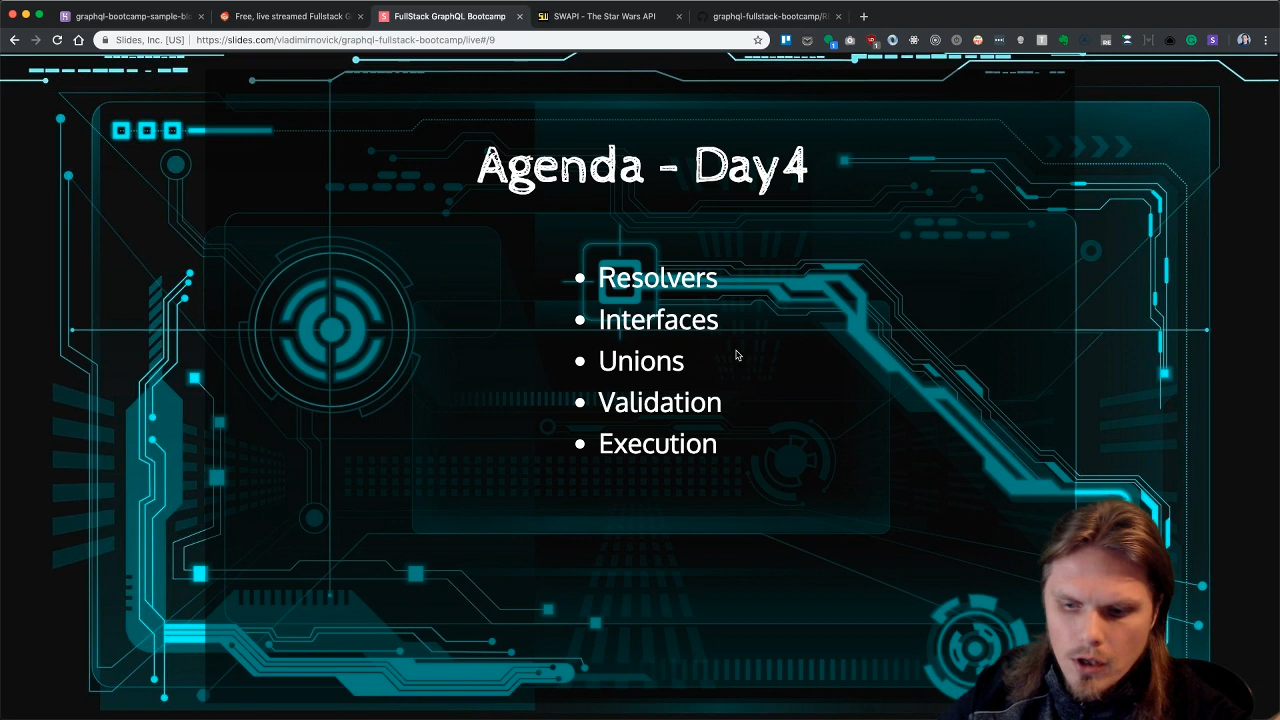 graphql-bootcamp-sample-blo
Free, live streamed Fullstack G
FullStack GraphQL Bootcamp
SWAPI - The Star Wars API
graphql-fullstack-bootcamp/R
Slides, Inc. [US]
https://slides.com/vladimirnovick/graphql-fullstack-bootcamp/live#/9
Agenda - Day4
Resolvers
Interfaces
Unions
Validation
Execution